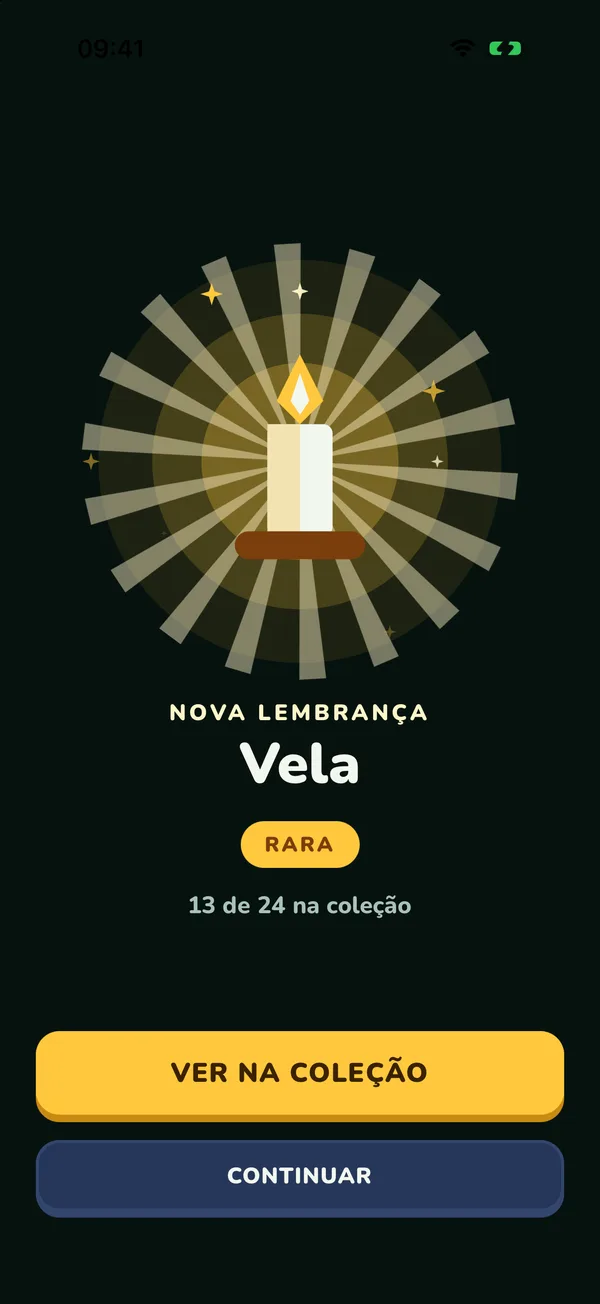 09:41
NOVA LEMBRANÇA
Vela
RARA
13 de 24 na coleção
VER NA COLEÇÃO
CONTINUAR